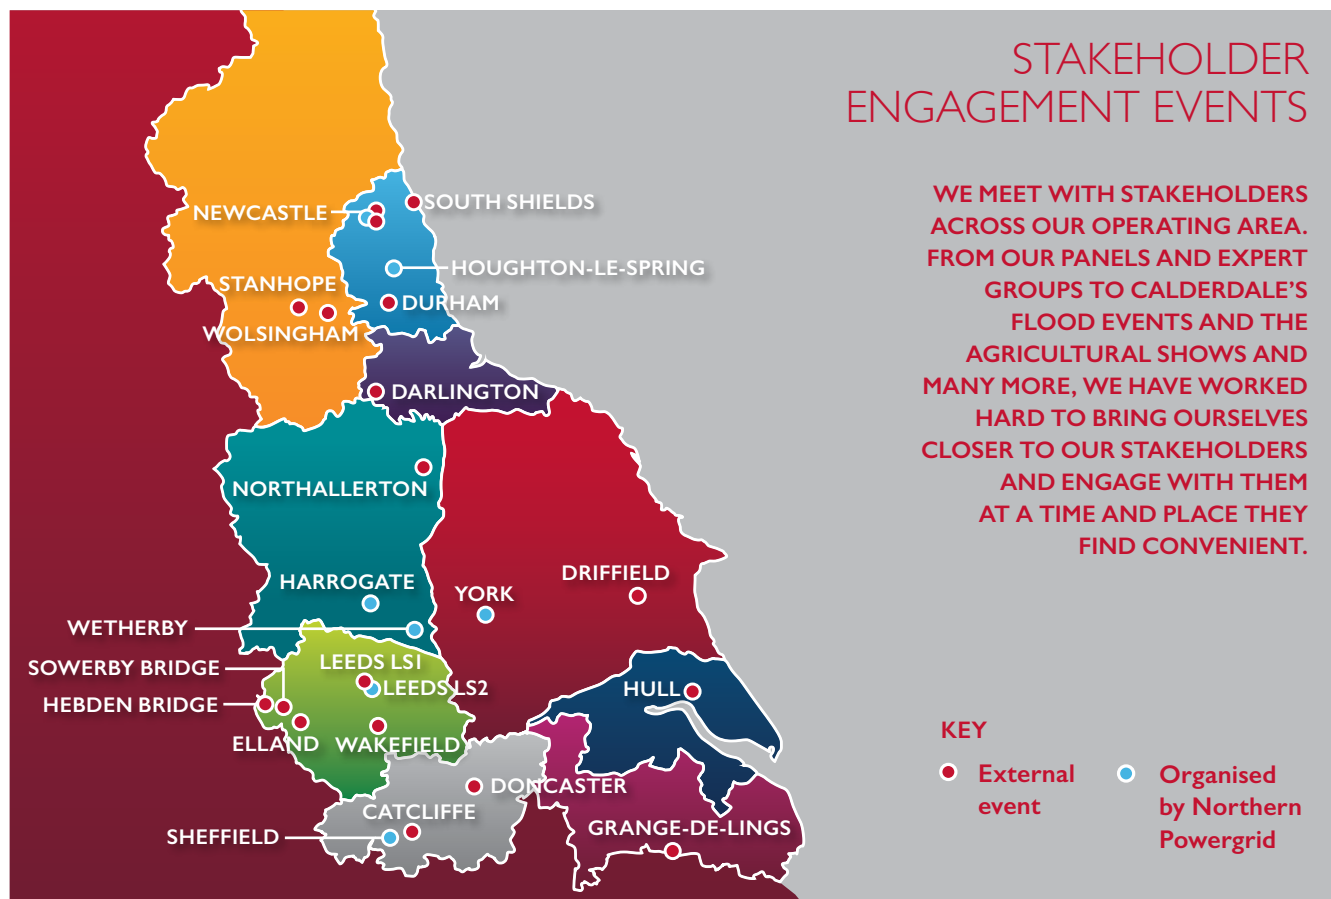 STAKEHOLDER
ENGAGEMENT EVENTS
WE MEET WITH STAKEHOLDERS
ACROSS OUR OPERATING AREA.
FROM OUR PANELS AND EXPERT
GROUPS TO CALDERDALE'S
FLOOD EVENTS AND THE
AGRICULTURAL SHOWS AND
MANY MORE, WE HAVE WORKED
HARD TO BRING OURSELVES
CLOSER TO OUR STAKEHOLDERS
AND ENGAGE WITH THEM
AT A TIME AND PLACE THEY
FIND CONVENIENT.
SOUTH SHIELDS
NEWCASTLE
HOUGHTON-LE-SPRING
STANHOPE
DURHAM
WOLSINGHAM
DARLINGTON
NORTHALLERTON
DRIFFIELD
HARROGATE
YORK
WETHERBY
LEEDS LS1
SOWERBY BRIDGE
LEEDS LS2
HULL
HEBDEN BRIDGE
ELLAND
WAKEFIELD
DONCASTER
CATCLIFFE
GRANGE-DE-LINGS
SHEFFIELD
KEY
External
event
Organised
by Northern
Powergrid